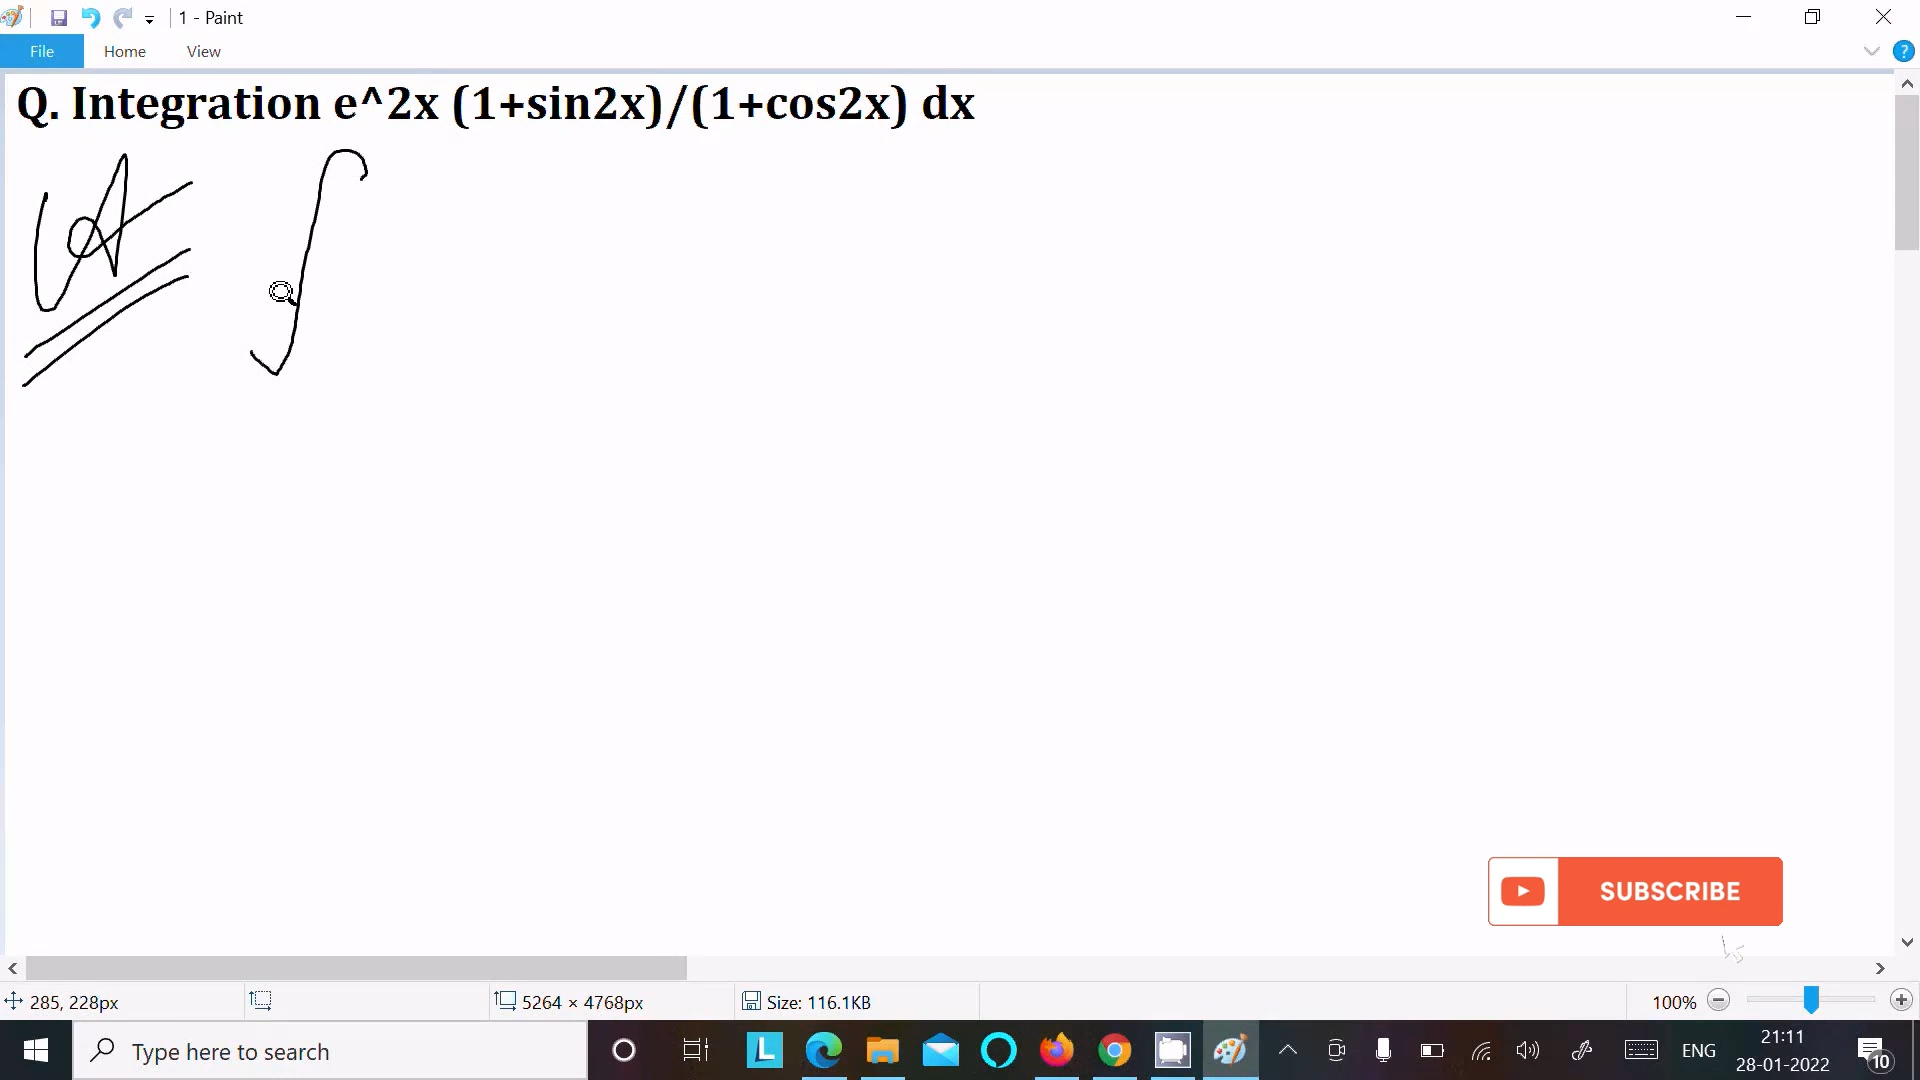 1 - Paint
File Home View
Q. Integration e^2x (1+sin2x)/(1+cos2x) dx
∫
SUBSCRIBE
285, 228px 5264 × 4768px Size: 116.1KB 100%
Type here to search
ENG
21:11
28-01-2022
10